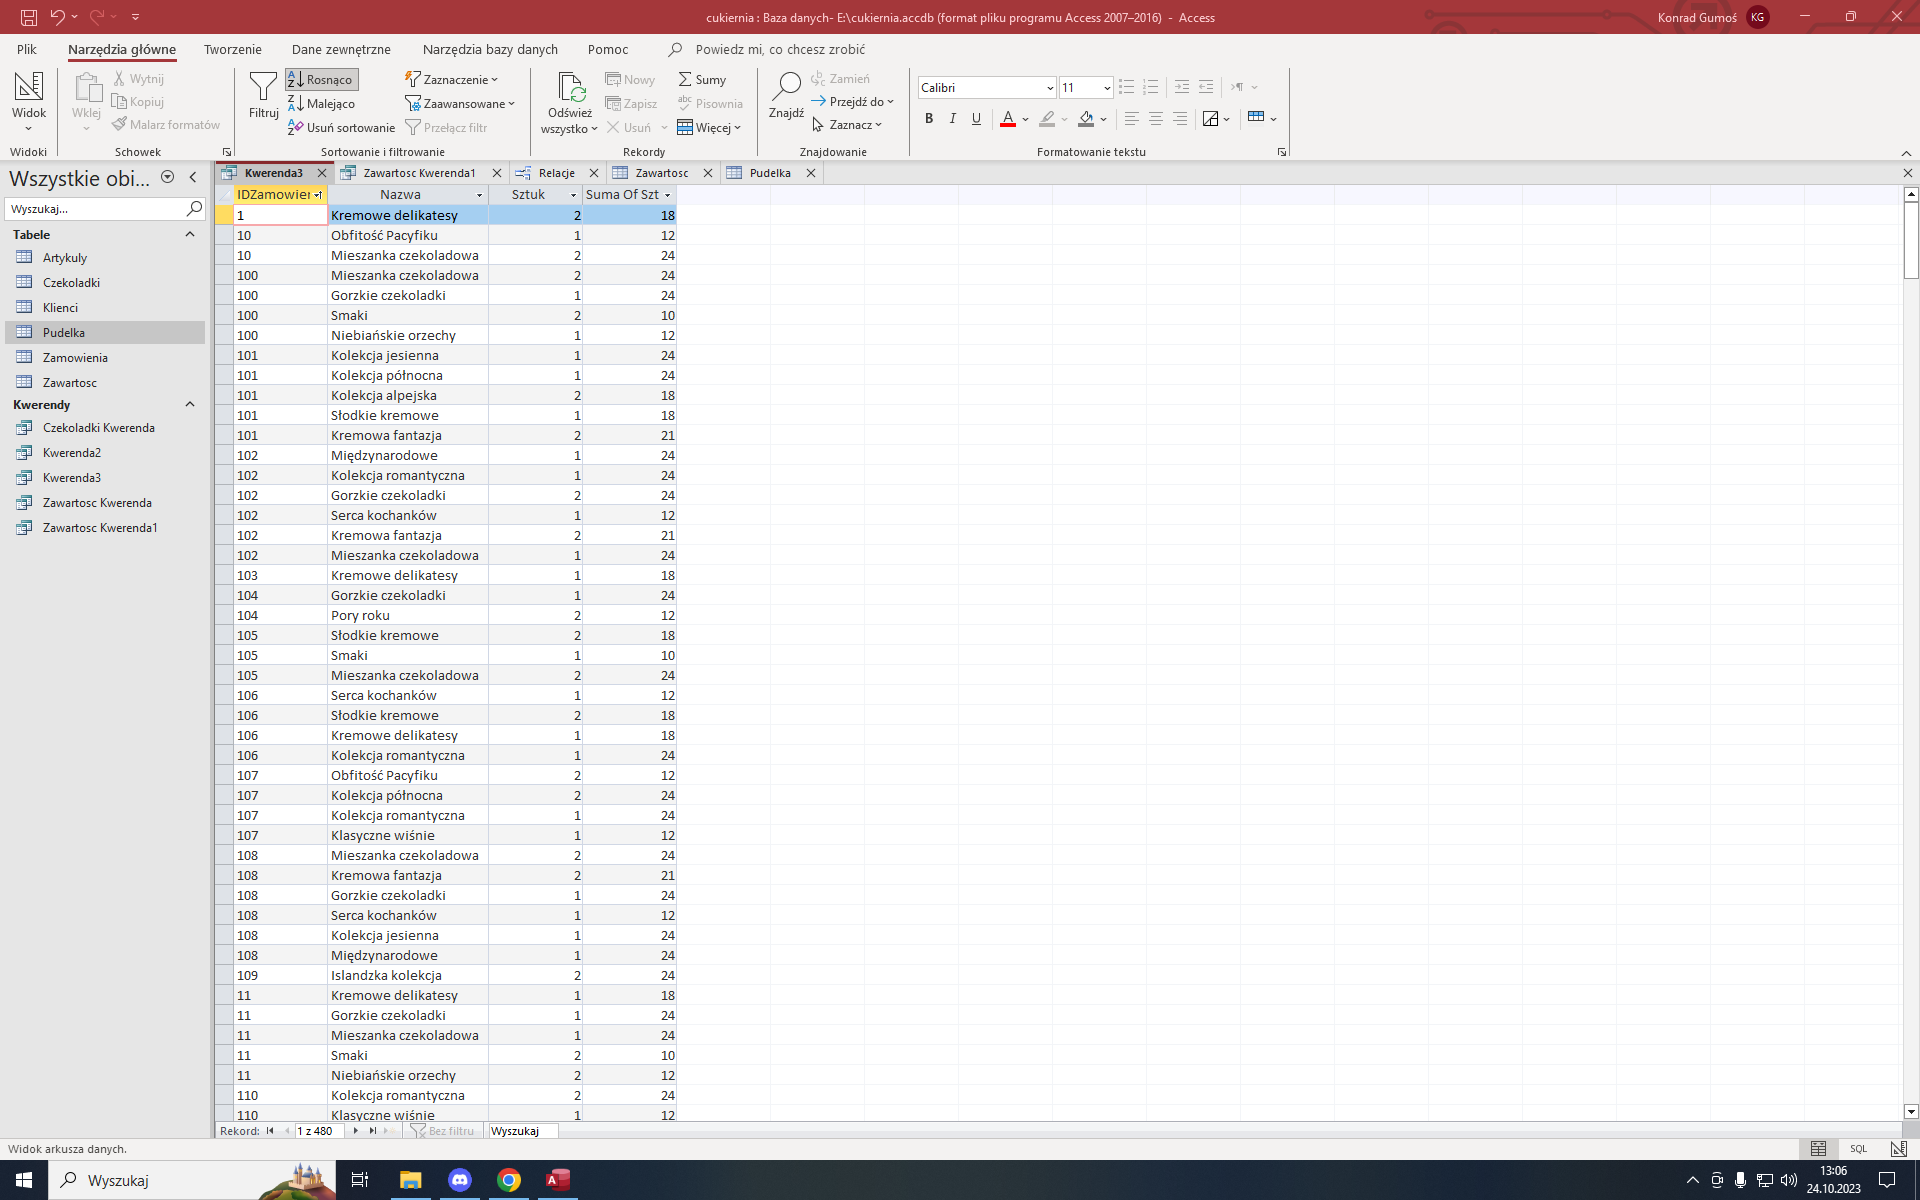 cukiernia : Baza danych- E:\cukiernia.accdb (format pliku programu Access 2007–2016) - Access
Konrad Gumoś
KG
Plik
Narzędzia główne
Tworzenie
Dane zewnętrzne
Narzędzia bazy danych
Pomoc
Powiedz mi, co chcesz zrobić
Widok
Widoki
Wklej
Wytnij
Kopiuj
Malarz formatów
Schowek
Filtruj
Rosnąco
Malejąco
Usuń sortowanie
Zaznaczenie
Zaawansowane
Przełącz filtr
Sortowanie i filtrowanie
Odśwież wszystko
Nowy
Zapisz
Usuń
Sumy
Pisownia
Więcej
Rekordy
Znajdź
Zamień
Przejdź do
Zaznacz
Znajdowanie
Calibri
11
B I U
Formatowanie tekstu
Wszystkie obi...
Wyszukaj...
Tabele
Artykuly
Czekoladki
Klienci
Pudelka
Zamowienia
Zawartosc
Kwerendy
Czekoladki Kwerenda
Kwerenda2
Kwerenda3
Zawartosc Kwerenda
Zawartosc Kwerenda1
Kwerenda3
Zawartosc Kwerenda1
Relacje
Zawartosc
Pudelka
IDZamowie Nazwa Sztuk Suma Of Szt
1 Kremowe delikatesy 2 18
10 Obfitość Pacyfiku 1 12
10 Mieszanka czekoladowa 2 24
100 Mieszanka czekoladowa 2 24
100 Gorzkie czekoladki 1 24
100 Smaki 2 10
100 Niebiańskie orzechy 1 12
101 Kolekcja jesienna 1 24
101 Kolekcja północna 1 24
101 Kolekcja alpejska 2 18
101 Słodkie kremowe 1 18
101 Kremowa fantazja 2 21
102 Międzynarodowe 1 24
102 Kolekcja romantyczna 1 24
102 Gorzkie czekoladki 2 24
102 Serca kochanków 1 12
102 Kremowa fantazja 2 21
102 Mieszanka czekoladowa 1 24
103 Kremowe delikatesy 1 18
104 Gorzkie czekoladki 1 24
104 Pory roku 2 12
105 Słodkie kremowe 2 18
105 Smaki 1 10
105 Mieszanka czekoladowa 2 24
106 Serca kochanków 1 12
106 Słodkie kremowe 2 18
106 Kremowe delikatesy 1 18
106 Kolekcja romantyczna 1 24
107 Obfitość Pacyfiku 2 12
107 Kolekcja północna 2 24
107 Kolekcja romantyczna 1 24
107 Klasyczne wiśnie 1 12
108 Mieszanka czekoladowa 2 24
108 Kremowa fantazja 2 21
108 Gorzkie czekoladki 1 24
108 Serca kochanków 1 12
108 Kolekcja jesienna 1 24
108 Międzynarodowe 1 24
109 Islandzka kolekcja 2 24
11 Kremowe delikatesy 1 18
11 Gorzkie czekoladki 1 24
11 Mieszanka czekoladowa 1 24
11 Smaki 2 10
11 Niebiańskie orzechy 2 12
110 Kolekcja romantyczna 2 24
110 Klasyczne wiśnie 1 12
Rekord: 1 z 480 Bez filtru Wyszukaj
Widok arkusza danych.
SQL
Wyszukaj
13:06
24.10.2023